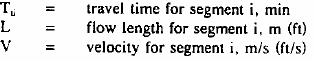 Tti = travel time for segment i, min
L = flow length for segment i, m (ft)
V = velocity for segment i, m/s (ft/s)